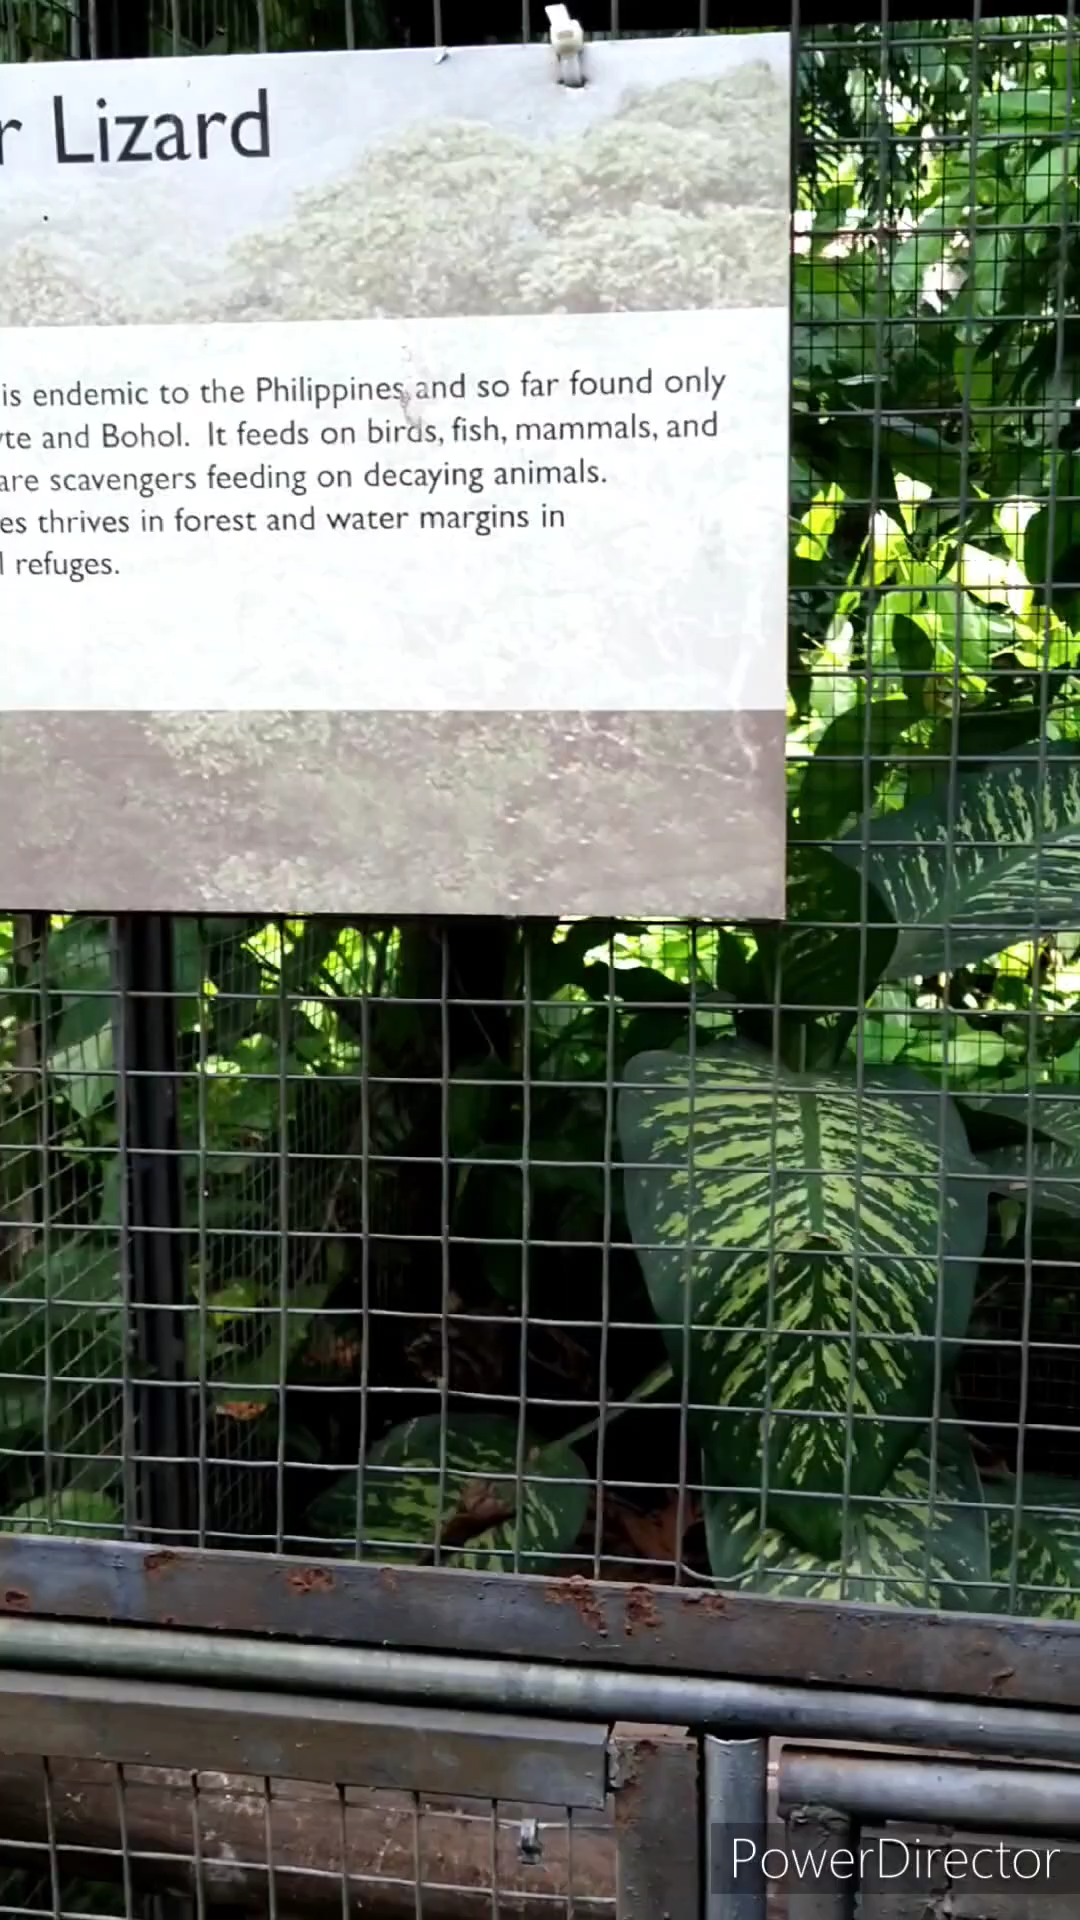 r Lizard
is endemic to the Philippines and so far found only
te and Bohol. It feeds on birds, fish, mammals, and
are scavengers feeding on decaying animals.
es thrives in forest and water margins in
l refuges.
PowerDirector